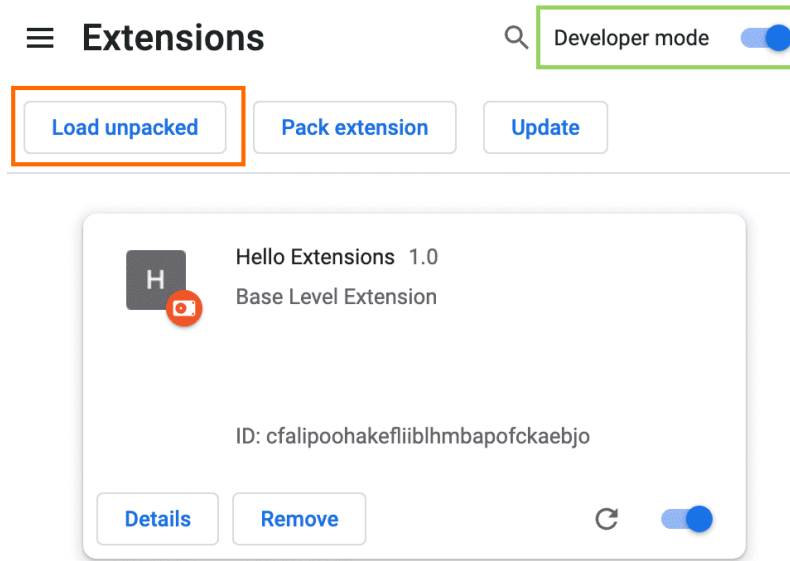 Extensions
Developer mode
Load unpacked
Pack extension
Update
H
Hello Extensions 1.0
Base Level Extension
ID: cfalipoohakefliiblhmbapofckaebjo
Details
Remove